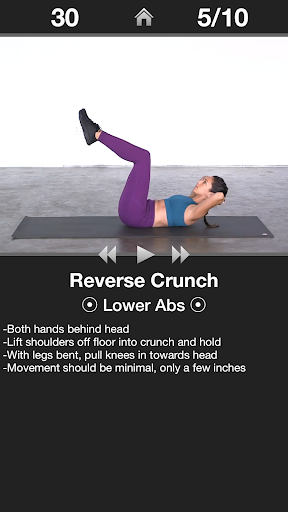 30
5/10
Reverse Crunch
Lower Abs
-Both hands behind head
-Lift shoulders off floor into crunch and hold
-With legs bent, pull knees in towards head
-Movement should be minimal, only a few inches